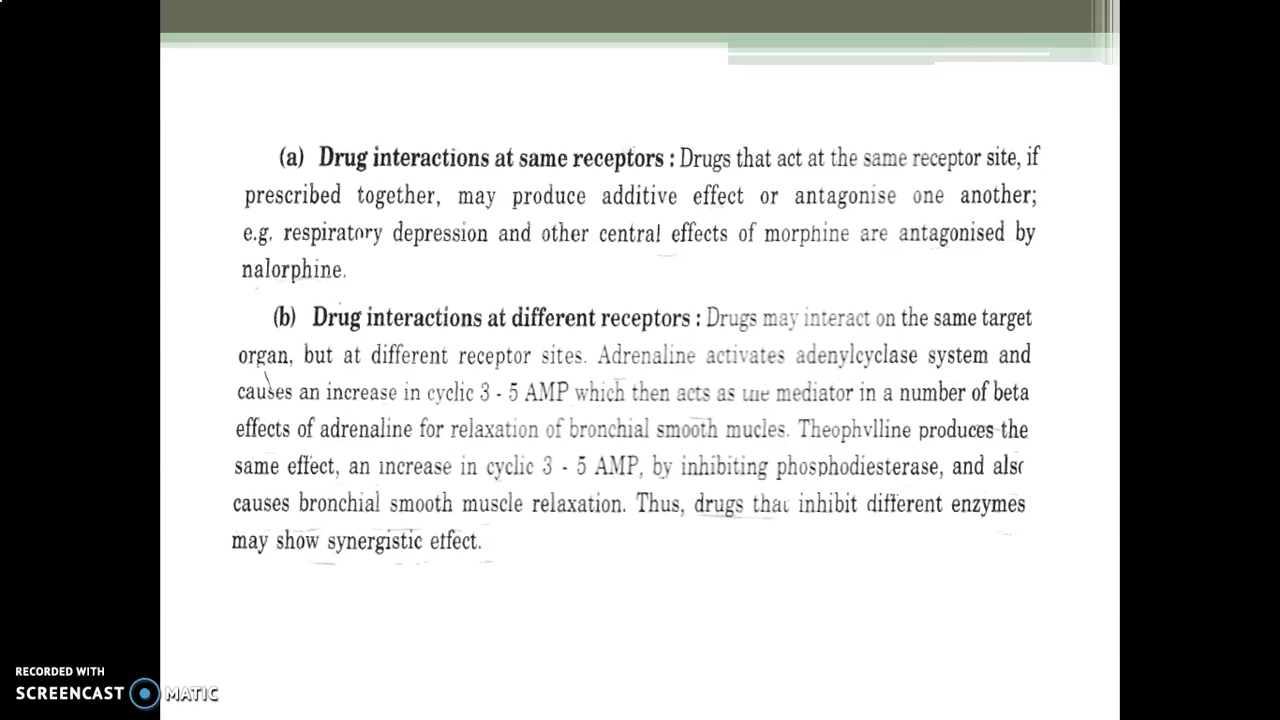 (a) Drug interactions at same receptors : Drugs that act at the same receptor site, if
prescribed together, may produce additive effect or antagonise one another;
e.g. respiratory depression and other central effects of morphine are antagonised by
nalorphine.
(b) Drug interactions at different receptors : Drugs may interact on the same target
organ, but at different receptor sites. Adrenaline activates adenylcyclase system and
causes an increase in cyclic 3 - 5 AMP which then acts as the mediator in a number of beta
effects of adrenaline for relaxation of bronchial smooth mucles. Theophylline produces the
same effect, an increase in cyclic 3 - 5 AMP, by inhibiting phosphodiesterase, and also
causes bronchial smooth muscle relaxation. Thus, drugs that inhibit different enzymes
may show synergistic effect.
RECORDED WITH
SCREENCAST MATIC